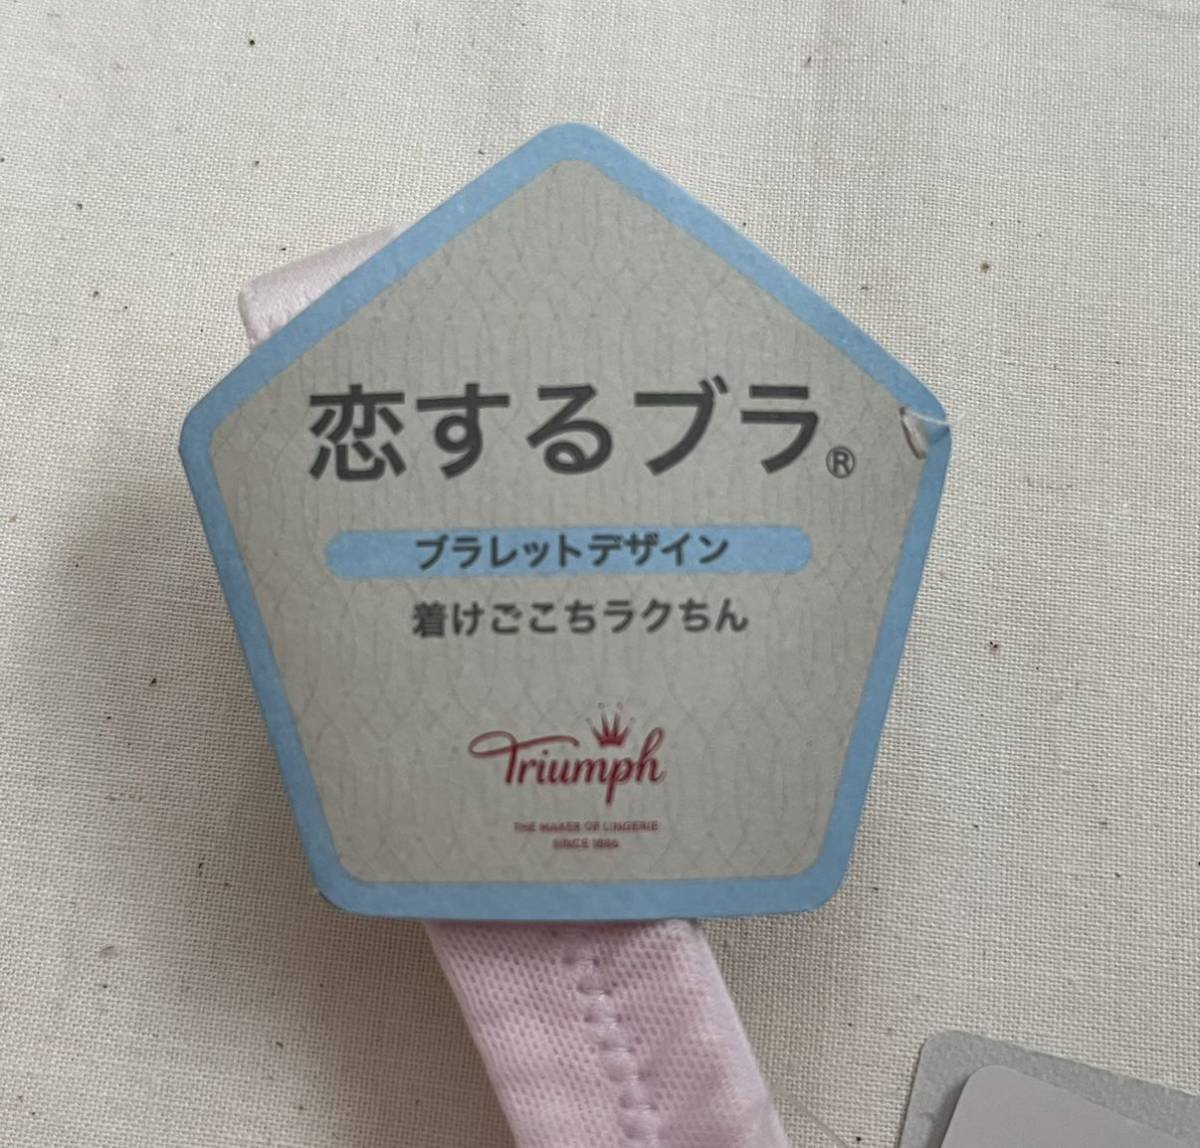 恋するブラ®
ブラレットデザイン
着けごこちラクちん
Triumph
THE MAKER OF LINGERIE
SINCE 1886